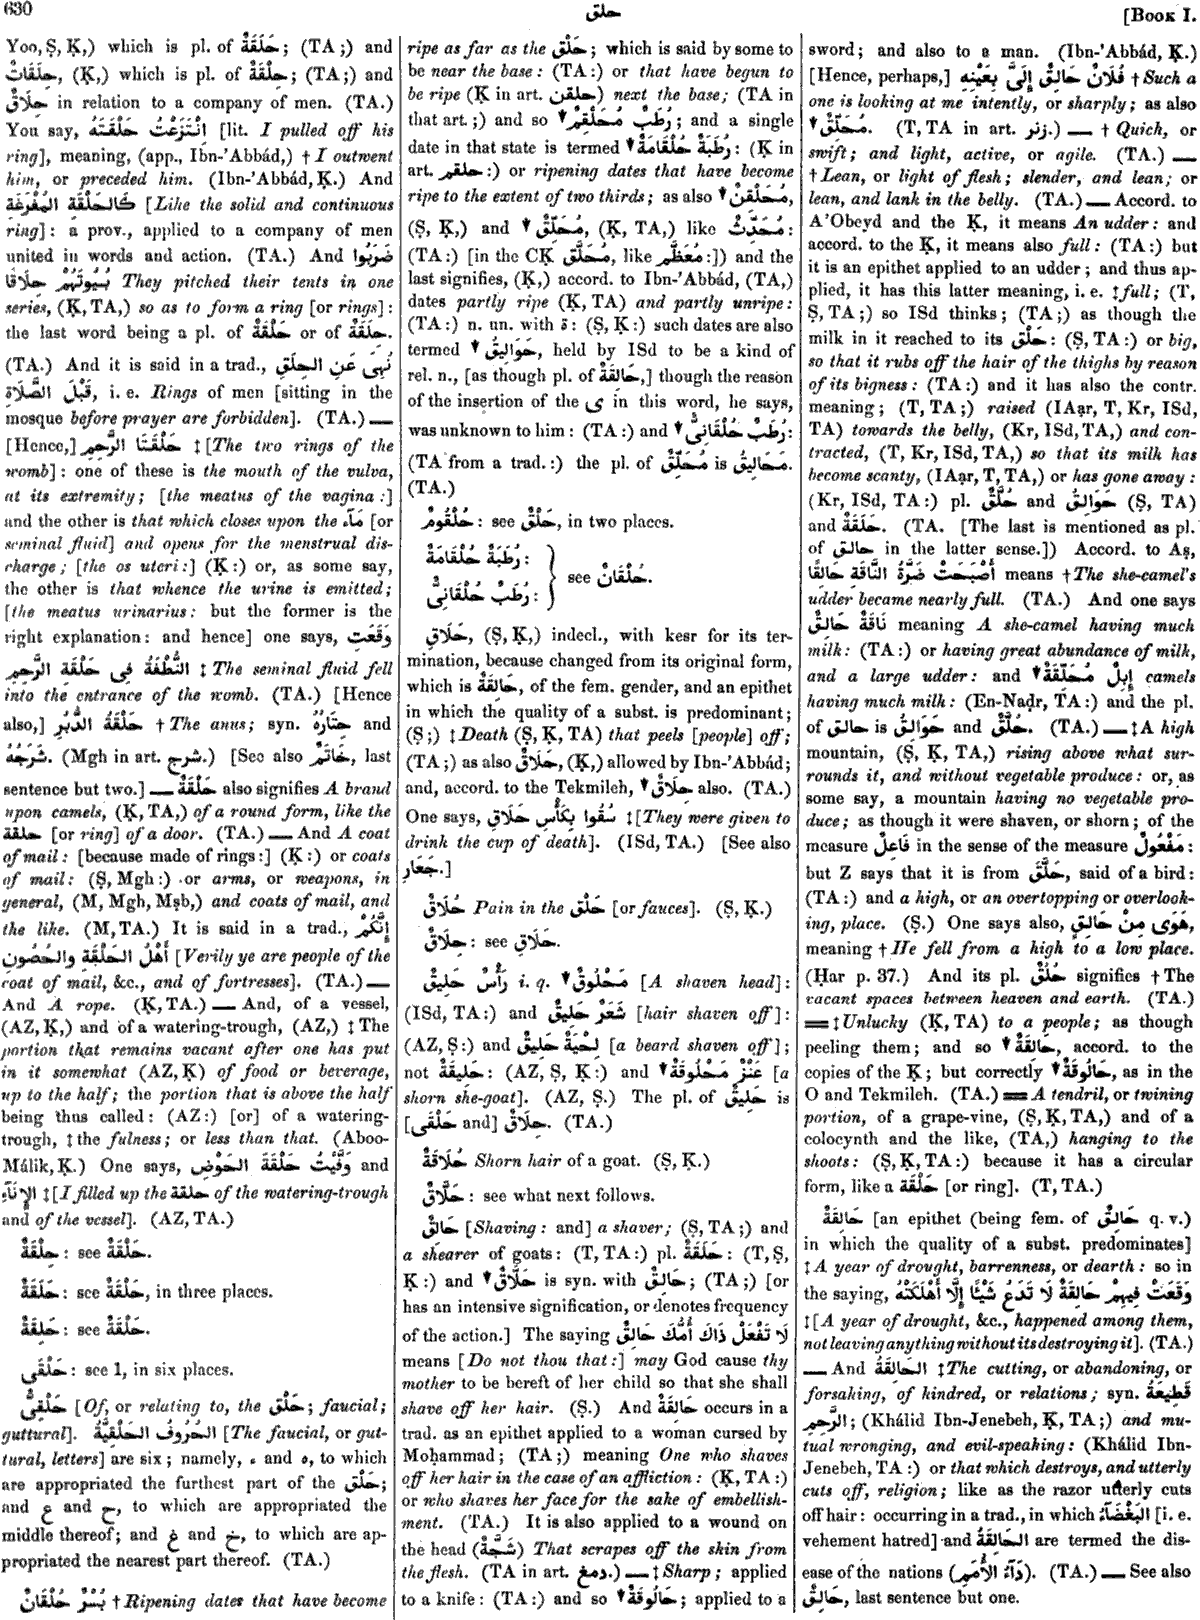 630
حلق
[BOOK I.
Yoo, Ṣ, Ḳ,) which is pl. of حَلَقَةٌ; (TA;) and
حِلَقَاتٌ, (Ḳ,) which is pl. of حِلْقَةٌ; (TA;) and
حِلَاقٌ in relation to a company of men. (TA.)
You say, اِنْتَزَعْتُ حَلْقَتَهُ [lit. I pulled off his
ring], meaning, (app., Ibn-'Abbád,) † I outwent
him, or preceded him. (Ibn-'Abbád, Ḳ.) And
كَالحَلْقَةِ المُفْرَغَةِ [Like the solid and continuous
ring]: a prov., applied to a company of men
united in words and action. (TA.) And ضَرَبُوا
بُيُوتَهُمْ حِلَاقًا They pitched their tents in one
series, (Ḳ, TA,) so as to form a ring [or rings]:
the last word being a pl. of حَلْقَةٌ or of حَلَقَةٌ.
(TA.) And it is said in a trad., نُهِىَ عَنِ الحِلَقِ
قَبْلَ الصَّلَاةِ, i. e. Rings of men [sitting in the
mosque before prayer are forbidden]. (TA.) —
[Hence,] حَلْقَتَا الرَّحِمِ ‡ [The two rings of the
womb]: one of these is the mouth of the vulva,
at its extremity; [the meatus of the vagina:]
and the other is that which closes upon the مَآء [or
seminal fluid] and opens for the menstrual dis-
charge; [the os uteri:] (Ḳ:) or, as some say,
the other is that whence the urine is emitted;
[the meatus urinarius: but the former is the
right explanation: and hence] one says, وَقَعَتِ
النُّطْفَةُ فِى حَلْقَةِ الرَّحِمِ ‡ The seminal fluid fell
into the entrance of the womb. (TA.) [Hence
also,] حَلْقَةُ الدُّبُرِ † The anus; syn. حِتَارُهُ and
شَرَجُهُ. (Mgh in art. شرج.) [See also خَاتَمٌ, last
sentence but two.] — حَلْقَةٌ also signifies A brand
upon camels, (Ḳ, TA,) of a round form, like the
حلقة [or ring] of a door. (TA.) — And A coat
of mail: [because made of rings:] (Ḳ:) or coats
of mail: (Ṣ, Mgh:) or arms, or weapons, in
general, (M, Mgh, Mṣb,) and coats of mail, and
the like. (M, TA.) It is said in a trad., إِنَّكُمْ
أَهْلُ الحَلْقَةِ والحُصُونِ [Verily ye are people of the
coat of mail, &c., and of fortresses]. (TA.) —
And A rope. (Ḳ, TA.) — And, of a vessel,
(AZ, Ḳ,) and of a watering-trough, (AZ,) ‡ The
portion that remains vacant after one has put
in it somewhat (AZ, Ḳ) of food or beverage,
up to the half; the portion that is above the half
being thus called: (AZ:) [or] of a watering-
trough, ‡ the fulness; or less than that. (Aboo-
Málik, Ḳ.) One says, وَفَّيْتُ حَلْقَةَ الحَوْضِ and
الإِنَآءِ ‡ [I filled up the حلقة of the watering-trough
and of the vessel]. (AZ, TA.)
حِلْقَةٌ: see حَلْقَةٌ.
حَلَقَةٌ: see حَلْقَةٌ, in three places.
حَلِقَةٌ: see حَلْقَةٌ.
حَلْقَى: see 1, in six places.
حَلْقِىٌّ [Of, or relating to, the حَلْق; faucial;
guttural]. الحُرُوفُ الحَلْقِيَّةُ [The faucial, or gut-
tural, letters] are six; namely, ء and ه, to which
are appropriated the furthest part of the حَلْق;
and ع and ح, to which are appropriated the
middle thereof; and غ and خ, to which are ap-
propriated the nearest part thereof. (TA.)
بُسْرٌ حُلْقَانٌ † Ripening dates that have become
ripe as far as the حَلْق; which is said by some to
be near the base: (TA:) or that have begun to
be ripe (Ḳ in art. حلقن) next the base; (TA in
that art.;) and so رُطَبٌ مُحَلْقِمٌ▼; and a single
date in that state is termed رُطَبَةٌ حُلْقَامَةٌ▼: (Ḳ in
art. حلقم:) or ripening dates that have become
ripe to the extent of two thirds; as also مُحَلْقِنٌ▼,
(Ṣ, Ḳ,) and مُحَلِّقٌ▼, (Ḳ, TA,) like مُحَدِّثٌ:
(TA:) [in the CḲ مُحَلَّق, like مُعَظَّم:]) and the
last signifies, (Ḳ,) accord. to Ibn-'Abbád, (TA,)
dates partly ripe (Ḳ, TA) and partly unripe:
(TA:) n. un. with ة: (Ṣ, Ḳ:) such dates are also
termed حَوَالِيقُ▼, held by ISd to be a kind of
rel. n., [as though pl. of حَالِقَةٌ,] though the reason
of the insertion of the ى in this word, he says,
was unknown to him: (TA:) and رُطَبٌ حُلْقَانِىٌّ▼:
(TA from a trad.:) the pl. of مُحَلِّقٌ is مَحَالِيقُ.
(TA.)
حُلْقُومٌ: see حَلْقٌ, in two places.
رُطَبَةٌ حُلْقَامَةٌ:
رُطَبٌ حُلْقَانِىٌّ:
see حُلْقَانٌ.
حَلَاقِ, (Ṣ, Ḳ,) indecl., with kesr for its ter-
mination, because changed from its original form,
which is حَالِقَةٌ, of the fem. gender, and an epithet
in which the quality of a subst. is predominant;
(Ṣ;) ‡ Death (Ṣ, Ḳ, TA) that peels [people] off;
(TA;) as also حَلَاقٌ, (Ḳ,) allowed by Ibn-'Abbád;
and, accord. to the Tekmileh, حِلَاقٌ▼ also. (TA.)
One says, سُقُوا بِكَأْسِ حَلَاقِ ‡ [They were given to
drink the cup of death]. (ISd, TA.) [See also
جَعَارِ.]
حُلَاقٌ Pain in the حَلْق [or fauces]. (Ṣ, Ḳ.)
حِلَاقٌ: see حَلَاقِ.
رَأْسٌ حَلِيقٌ i. q. مَحْلُوقٌ▼ [A shaven head]:
(ISd, TA:) and شَعَرٌ حَلِيقٌ [hair shaven off]:
(AZ, Ṣ:) and لِحْيَةٌ حَلِيقٌ [a beard shaven off];
not حَلِيقَةٌ: (AZ, Ṣ, Ḳ:) and عَنْزٌ مَحْلُوقَةٌ▼ [a
shorn she-goat]. (AZ, Ṣ.) The pl. of حَلِيقٌ is
حِلَاقٌ [and حَلْقَى]. (TA.)
حُلَاقَةٌ Shorn hair of a goat. (Ṣ, Ḳ.)
حَلَّاقٌ: see what next follows.
حَالِقٌ [Shaving: and] a shaver; (Ṣ, TA;) and
a shearer of goats: (T, TA:) pl. حَلَقَةٌ: (T, Ṣ,
Ḳ:) and حَلَّاقٌ▼ is syn. with حَالِقٌ; (TA;) [or
has an intensive signification, or denotes frequency
of the action.] The saying لَا تَفْعَلْ ذَاكَ أُمُّكَ حَالِقٌ
means [Do not thou that:] may God cause thy
mother to be bereft of her child so that she shall
shave off her hair. (Ṣ.) And حَالِقَةٌ occurs in a
trad. as an epithet applied to a woman cursed by
Moḥammad; (TA;) meaning One who shaves
off her hair in the case of an affliction: (Ḳ, TA:)
or who shaves her face for the sake of embellish-
ment. (TA.) It is also applied to a wound on
the head (شَجَّةٌ) That scrapes off the skin from
the flesh. (TA in art. دمغ.) — ‡ Sharp; applied
to a knife: (TA:) and so حَالُوقَةٌ▼; applied to a
sword; and also to a man. (Ibn-'Abbád, Ḳ.)
[Hence, perhaps,] فُلَانٌ حَالِقٌ إِلَىَّ بِعَيْنِهِ † Such a
one is looking at me intently, or sharply; as also
مُحَلِّقٌ▼. (T, TA in art. زنر.) — † Quick, or
swift; and light, active, or agile. (TA.) —
† Lean, or light of flesh; slender, and lean; or
lean, and lank in the belly. (TA.) — Accord. to
A'Obeyd and the Ḳ, it means An udder: and
accord. to the Ḳ, it means also full: (TA:) but
it is an epithet applied to an udder; and thus ap-
plied, it has this latter meaning, i. e. ‡ full; (T,
Ṣ, TA;) so ISd thinks; (TA;) as though the
milk in it reached to its حَلْق: (Ṣ, TA:) or big,
so that it rubs off the hair of the thighs by reason
of its bigness: (TA:) and it has also the contr.
meaning; (T, TA;) raised (IAạr, T, Kr, ISd,
TA) towards the belly, (Kr, ISd, TA,) and con-
tracted, (T, Kr, ISd, TA,) so that its milk has
become scanty, (IAạr, T, TA,) or has gone away:
(Kr, ISd, TA:) pl. حُلَّقٌ and حَوَالِقُ (Ṣ, TA)
and حَلَقَةٌ. (TA. [The last is mentioned as pl.
of حالق in the latter sense.]) Accord. to Aṣ,
أَصْبَحَتْ ضَرَّةُ النَّاقَةِ حَالِقًا means † The she-camel's
udder became nearly full. (TA.) And one says
نَاقَةٌ حَالِقٌ meaning A she-camel having much
milk: (TA:) or having great abundance of milk,
and a large udder: and إِبِلٌ مُحَلِّقَةٌ▼ camels
having much milk: (En-Naḍr, TA:) and the pl.
of حالق is حَوَالِقُ and حُلَّقٌ. (TA.) — ‡ A high
mountain, (Ṣ, Ḳ, TA,) rising above what sur-
rounds it, and without vegetable produce: or, as
some say, a mountain having no vegetable pro-
duce; as though it were shaven, or shorn; of the
measure فَاعِلٌ in the sense of the measure مَفْعُولٌ:
but Z says that it is from حَلَّقَ, said of a bird:
(TA:) and a high, or an overtopping or overlook-
ing, place. (Ṣ.) One says also, هَوَى مِنْ حَالِقٍ,
meaning † He fell from a high to a low place.
(Ḥar p. 37.) And its pl. حُلَّقٌ signifies † The
vacant spaces between heaven and earth. (TA.)
═ ‡ Unlucky (Ḳ, TA) to a people; as though
peeling them; and so حَالِقَةٌ▼, accord. to the
copies of the Ḳ; but correctly حَالُوقَةٌ▼, as in the
O and Tekmileh. (TA.) ═ A tendril, or twining
portion, of a grape-vine, (Ṣ, Ḳ, TA,) and of a
colocynth and the like, (TA,) hanging to the
shoots: (Ṣ, Ḳ, TA:) because it has a circular
form, like a حَلْقَة [or ring]. (T, TA.)
حَالِقَةٌ [an epithet (being fem. of حَالِقٌ q. v.)
in which the quality of a subst. predominates]
‡ A year of drought, barrenness, or dearth: so in
the saying, وَقَعَتْ فِيهِمْ حَالِقَةٌ لَا تَدَعُ شَيْئًا إِلَّا أَهْلَكَتْهُ
‡ [A year of drought, &c., happened among them,
not leaving anything without its destroying it]. (TA.)
— And الحَالِقَةُ ‡ The cutting, or abandoning, or
forsaking, of kindred, or relations; syn. قَطِيعَةُ
الرَّحِمِ; (Khálid Ibn-Jenebeh, Ḳ, TA;) and mu-
tual wronging, and evil-speaking: (Khálid Ibn-
Jenebeh, TA:) or that which destroys, and utterly
cuts off, religion; like as the razor utterly cuts
off hair: occurring in a trad., in which البَغْضَآءُ [i. e.
vehement hatred] and الحَالِقَةُ are termed the dis-
ease of the nations (دَآءُ الأُمَمِ). (TA.) — See also
حَالِقٌ, last sentence but one.